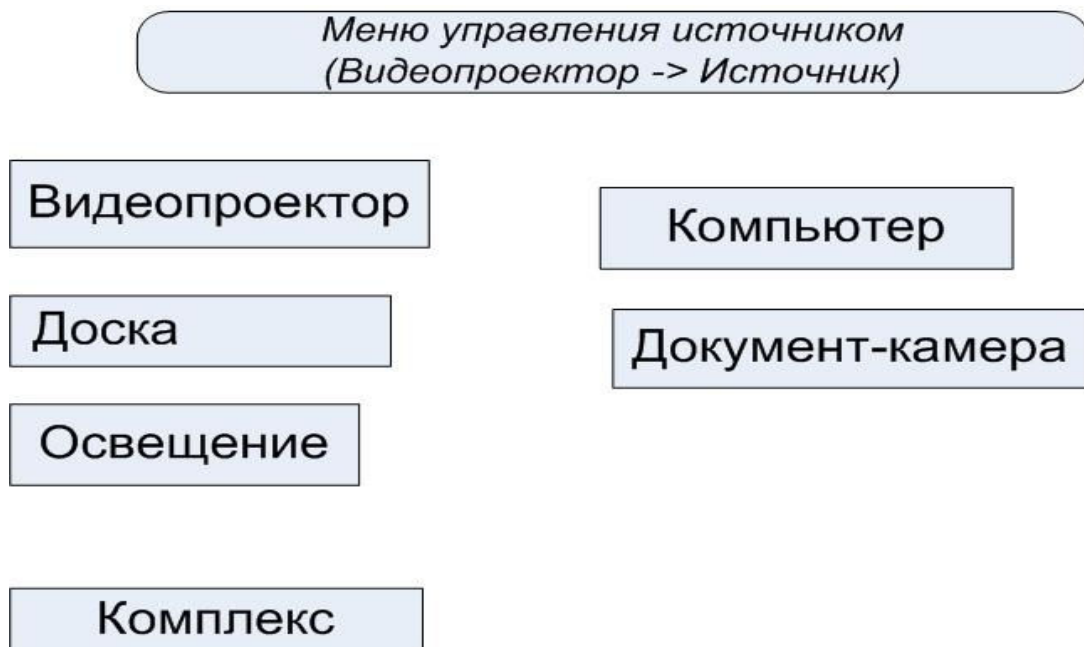 Меню управления источником
(Видеопроектор -> Источник)
Видеопроектор
Компьютер
Доска
Документ-камера
Освещение
Комплекс